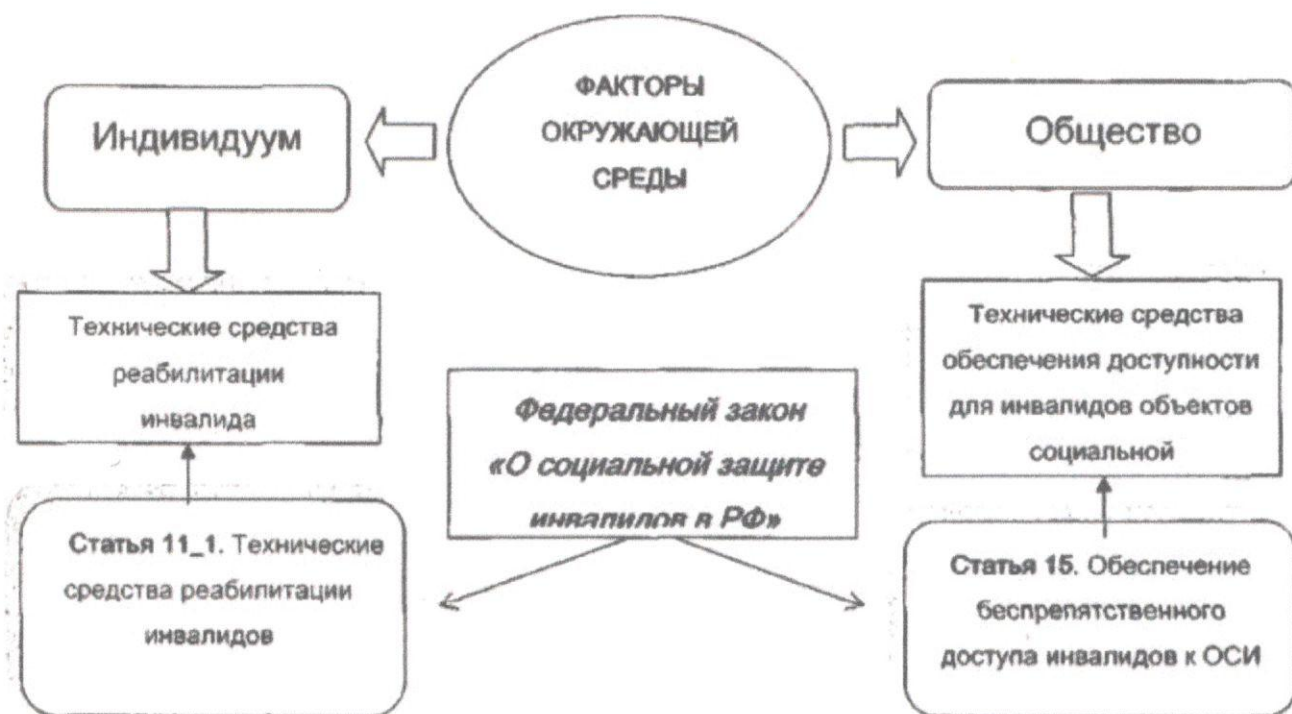 ФАКТОРЫ
ОКРУЖАЮЩЕЙ
СРЕДЫ
Индивидуум
Общество
Технические средства
реабилитации
инвалида
Технические средства
обеспечения доступности
для инвалидов объектов
социальной
Федеральный закон
«О социальной защите
инвалидов в РФ»
Статья 11_1. Технические
средства реабилитации
инвалидов
Статья 15. Обеспечение
беспрепятственного
доступа инвалидов к ОСИ